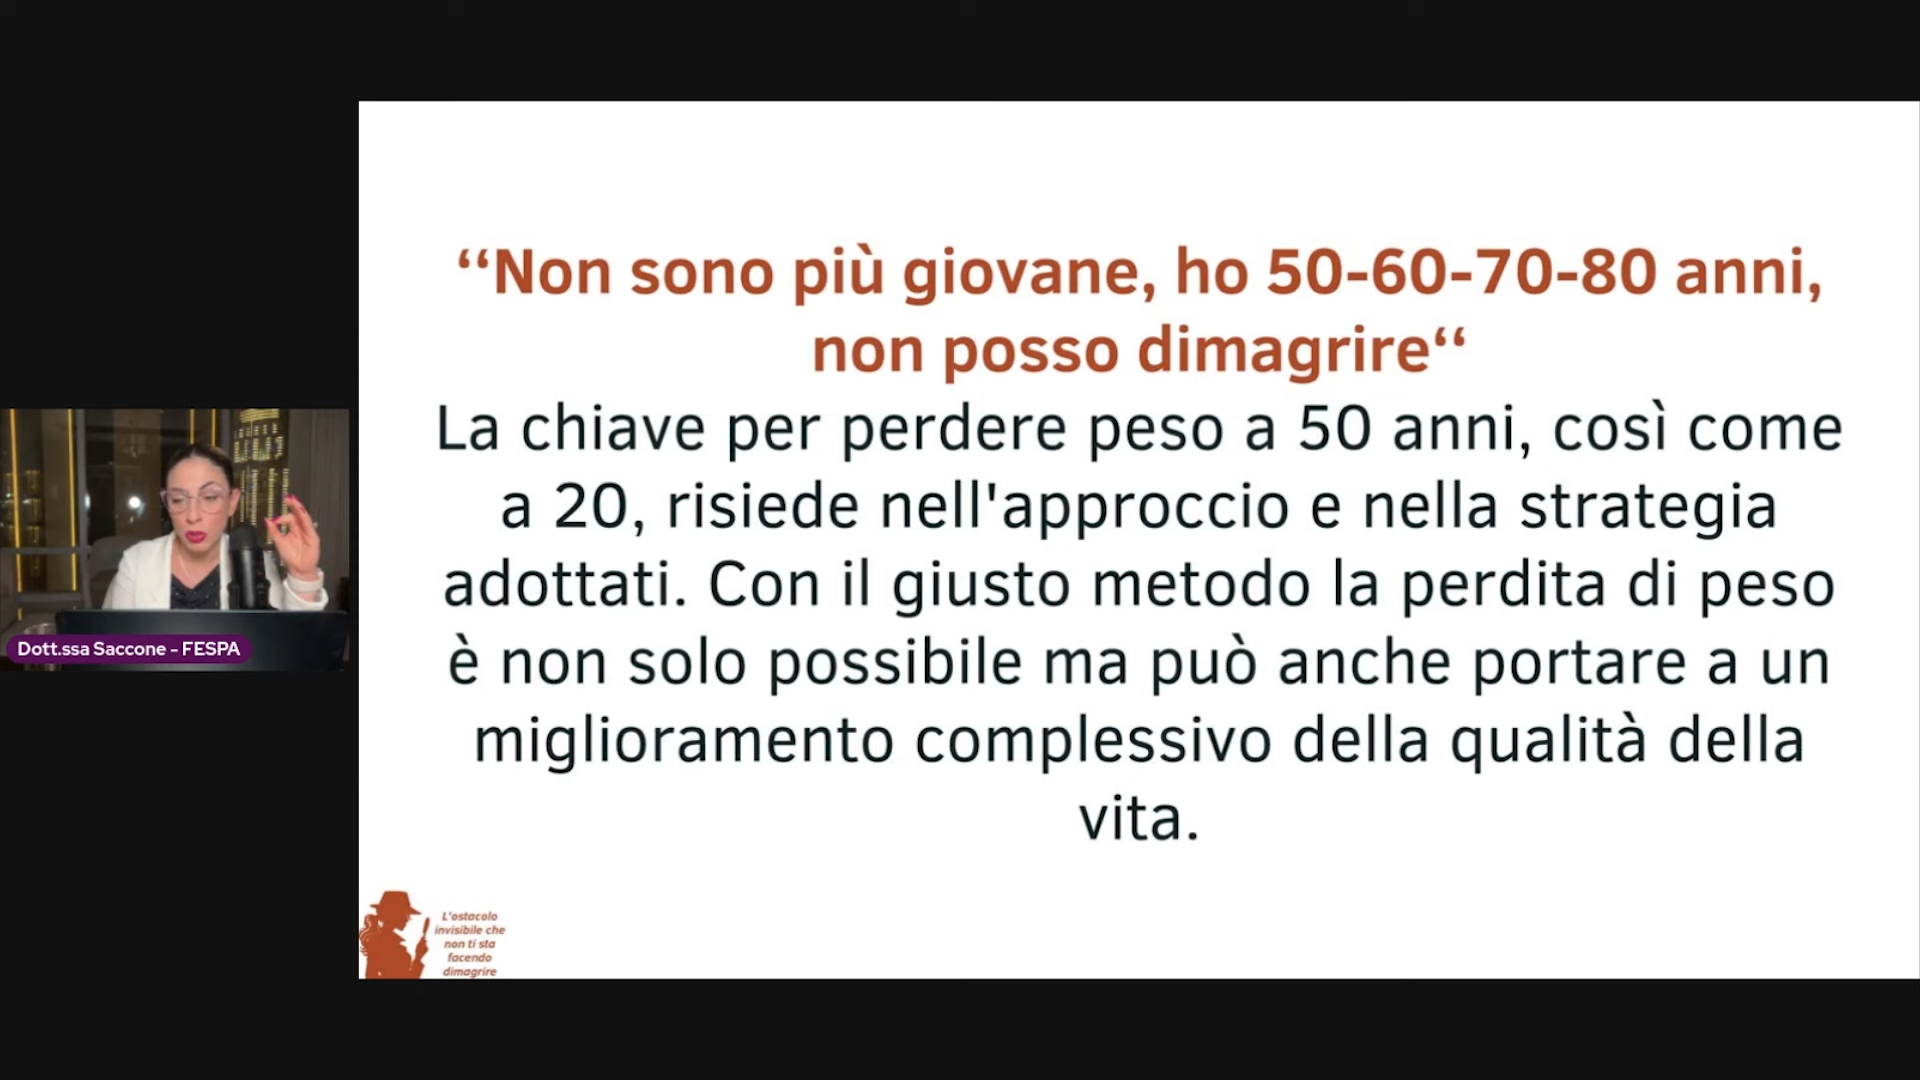 ‘‘Non sono più giovane, ho 50-60-70-80 anni,
non posso dimagrire‘‘
La chiave per perdere peso a 50 anni, così come
a 20, risiede nell'approccio e nella strategia
adottati. Con il giusto metodo la perdita di peso
è non solo possibile ma può anche portare a un
miglioramento complessivo della qualità della
vita.
Dott.ssa Saccone - FESPA
L'ostacolo
invisibile che
non ti sta
facendo
dimagrire